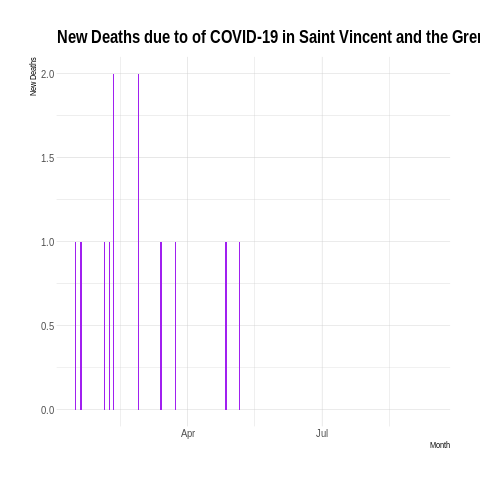 New Deaths due to of COVID-19 in Saint Vincent and the Gren
New Deaths
2.0
1.5
1.0
0.5
0.0
Apr
Jul
Month